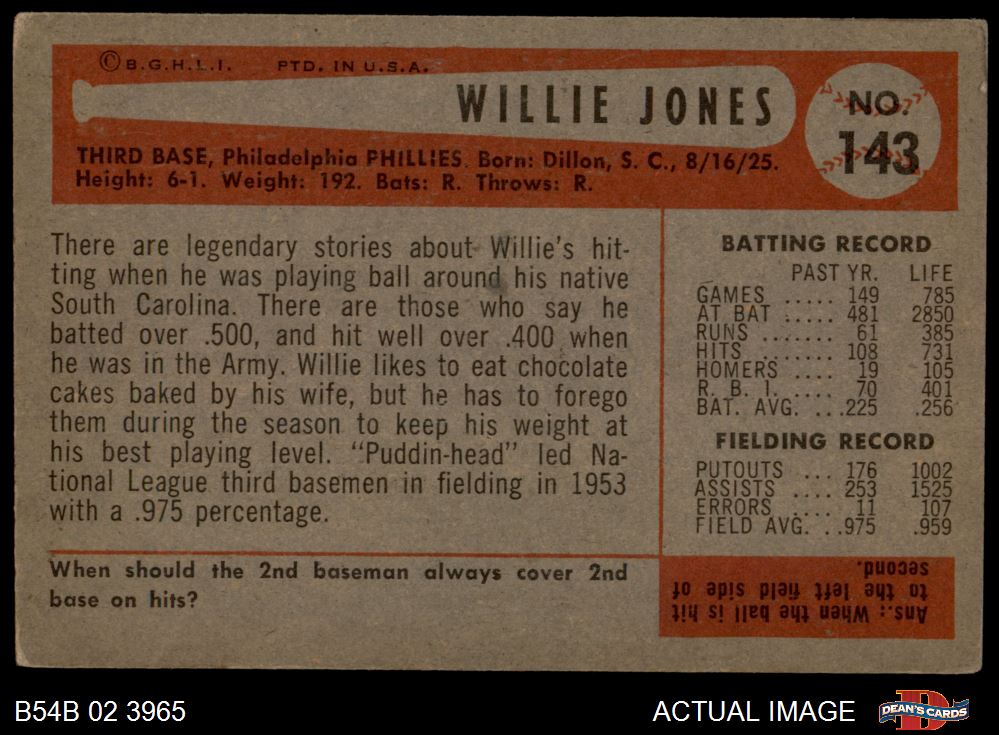 © B.G.H.L.I. PTD. IN U.S.A.
WILLIE JONES
NO.
143
THIRD BASE, Philadelphia PHILLIES. Born: Dillon, S. C., 8/16/25.
Height: 6-1. Weight: 192. Bats: R. Throws: R.
There are legendary stories about Willie's hit-
ting when he was playing ball around his native
South Carolina. There are those who say he
batted over .500, and hit well over .400 when
he was in the Army. Willie likes to eat chocolate
cakes baked by his wife, but he has to forego
them during the season to keep his weight at
his best playing level. "Puddin-head" led Na-
tional League third basemen in fielding in 1953
with a .975 percentage.
BATTING RECORD
PAST YR. LIFE
GAMES ..... 149 785
AT BAT ..... 481 2850
RUNS ....... 61 385
HITS ....... 108 731
HOMERS .... 19 105
R. B. I. .... 70 401
BAT. AVG. ...225 .256
FIELDING RECORD
PUTOUTS ... 176 1002
ASSISTS .... 253 1525
ERRORS .... 11 107
FIELD AVG. ..975 .959
When should the 2nd baseman always cover 2nd
base on hits?
Ans.: When the ball is hit
to the left field side of
second.
B54B 02 3965
ACTUAL IMAGE
D
DEAN'S CARDS